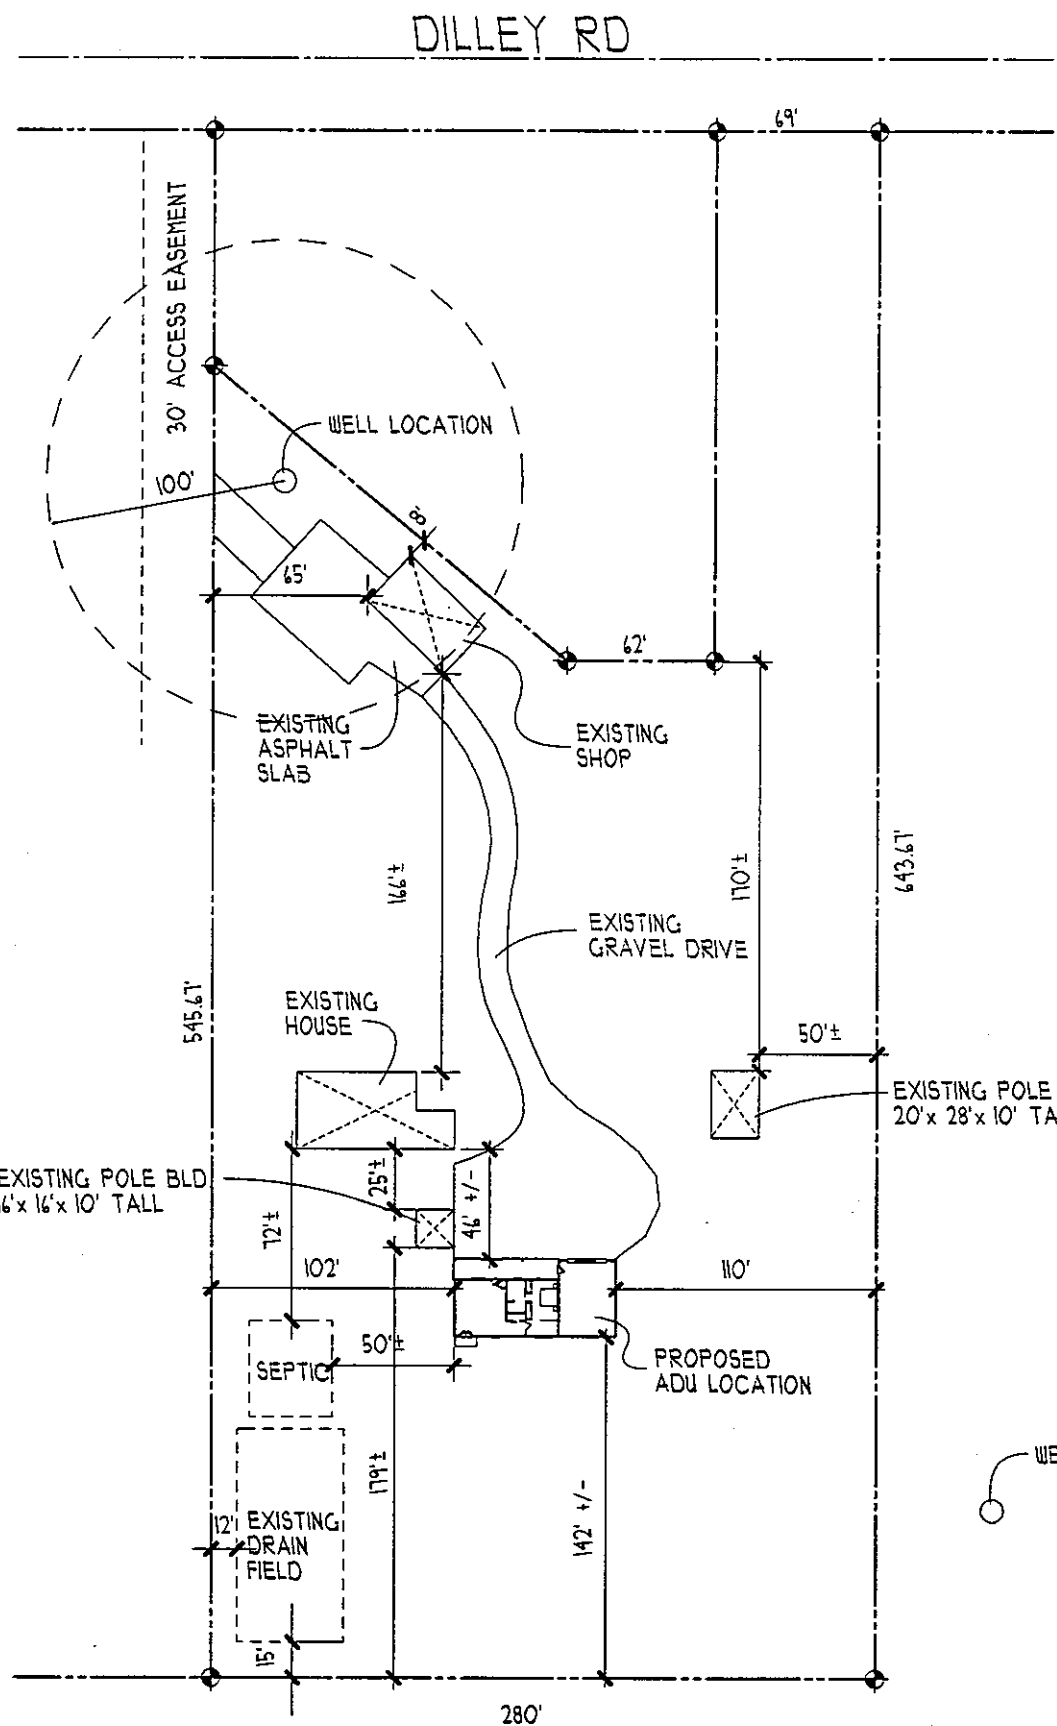 DILLEY RD
69'
30' ACCESS EASEMENT
WELL LOCATION
100'
8'
65'
62'
EXISTING
ASPHALT
SLAB
EXISTING
SHOP
166'±
170'±
643.67'
545.67'
EXISTING
GRAVEL DRIVE
EXISTING
HOUSE
50'±
EXISTING POLE
20'x 28'x 10' TA
EXISTING POLE BLD
16'x 16'x 10' TALL
25'±
46' +/-
72'±
102'
110'
50'±
SEPTIC
PROPOSED
ADU LOCATION
179'±
142' +/-
WE
12'
EXISTING
DRAIN
FIELD
15'
280'